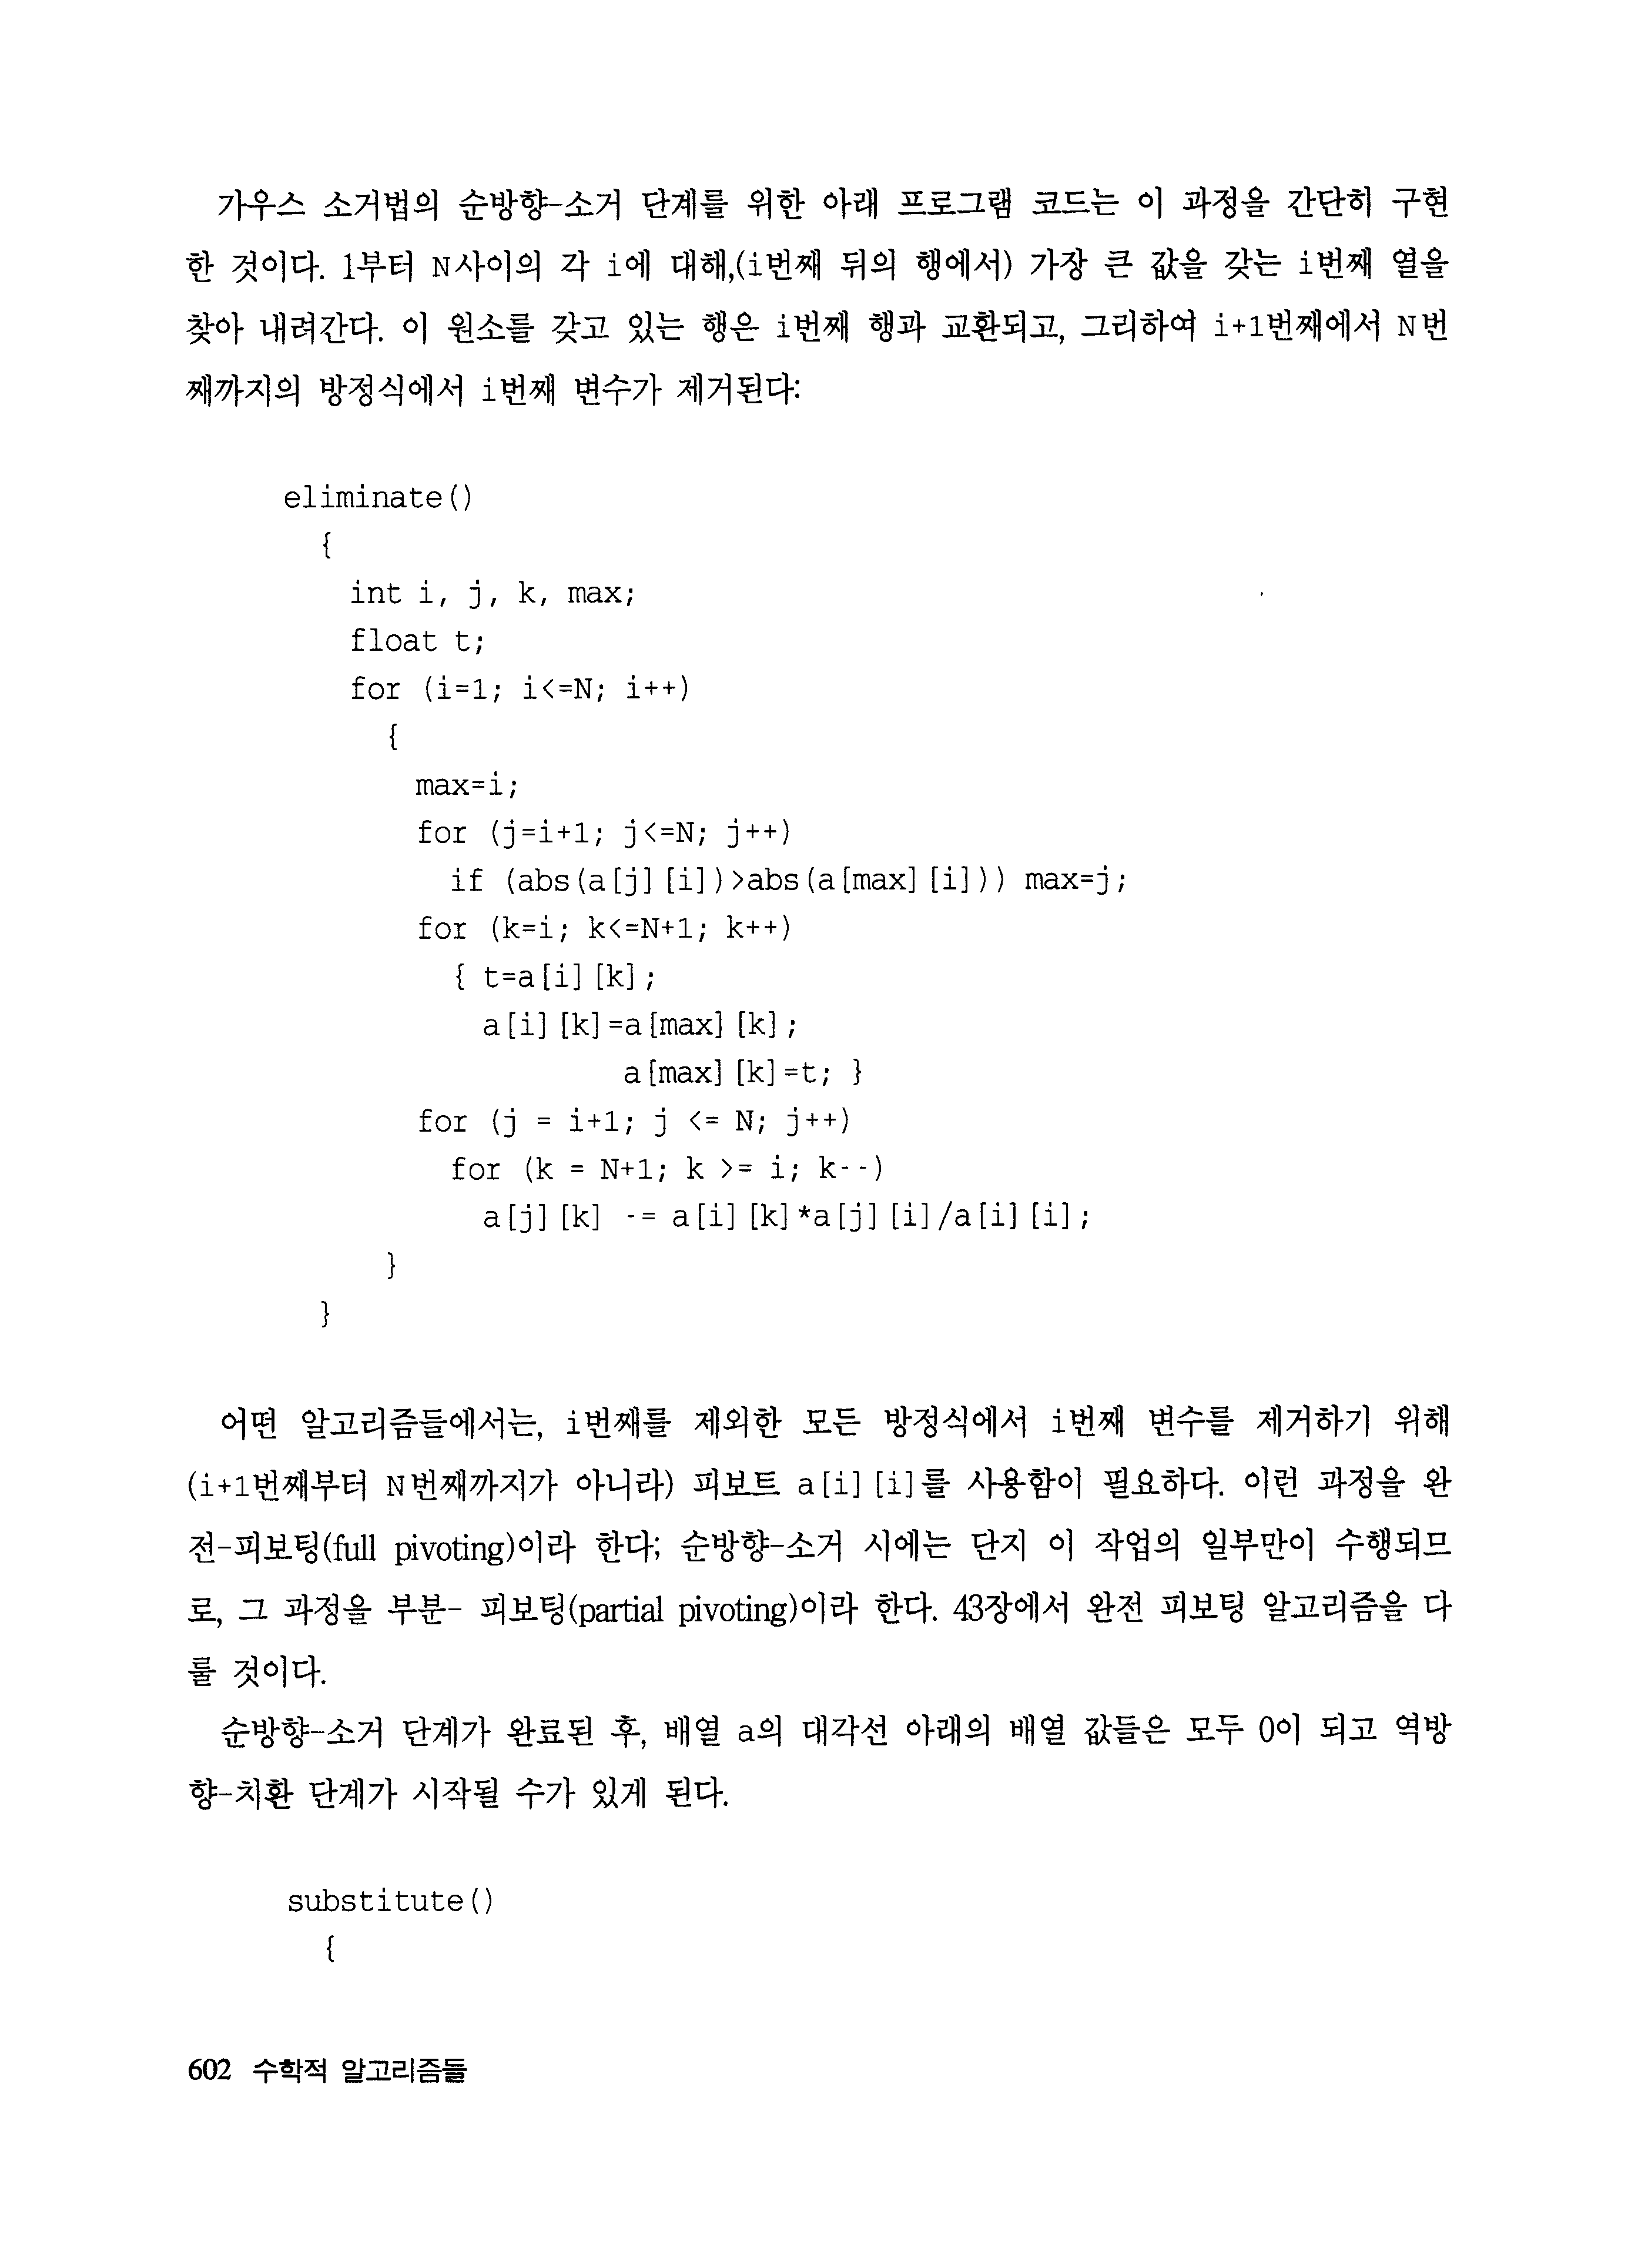 가우스 소거법의 순방향-소거 단계를 위한 아래 프로그램 코드는 이 과정을 간단히 구현
한 것이다. 1부터 N사이의 각 i에 대해,(i번째 뒤의 행에서) 가장 큰 값을 갖는 i번째 열을
찾아 내려간다. 이 원소를 갖고 있는 행은 i번째 행과 교환되고, 그리하여 i+1번째에서 N번
째까지의 방정식에서 i번째 변수가 제거된다:
eliminate()
{
int i, j, k, max;
float t;
for (i=1; i<=N; i++)
{
max=i;
for (j=i+1; j<=N; j++)
if (abs(a[j][i])>abs(a[max][i])) max=j;
for (k=i; k<=N+1; k++)
{ t=a[i][k];
a[i][k]=a[max][k];
a[max][k]=t; }
for (j = i+1; j <= N; j++)
for (k = N+1; k >= i; k--)
a[j][k] -= a[i][k]*a[j][i]/a[i][i];
}
}
어떤 알고리즘들에서는, i번째를 제외한 모든 방정식에서 i번째 변수를 제거하기 위해
(i+1번째부터 N번째까지가 아니라) 피보트 a[i][i]를 사용함이 필요하다. 이런 과정을 완
전-피보팅(full pivoting)이라 한다; 순방향-소거 시에는 단지 이 작업의 일부만이 수행되므
로, 그 과정을 부분- 피보팅(partial pivoting)이라 한다. 43장에서 완전 피보팅 알고리즘을 다
룰 것이다.
순방향-소거 단계가 완료된 후, 배열 a의 대각선 아래의 배열 값들은 모두 0이 되고 역방
향-치환 단계가 시작될 수가 있게 된다.
substitute()
{
602 수학적 알고리즘들